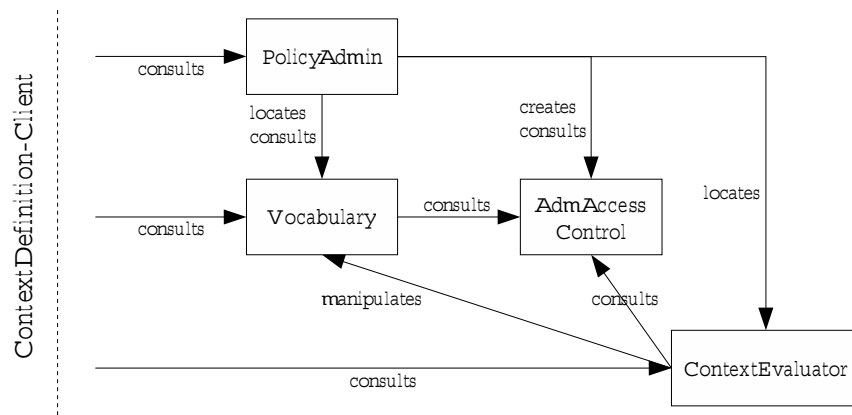 ContextDefinition-Client
PolicyAdmin
consults
locates
consults
creates
consults
locates
Vocabulary
consults
AdmAccess
Control
consults
manipulates
consults
ContextEvaluator
consults